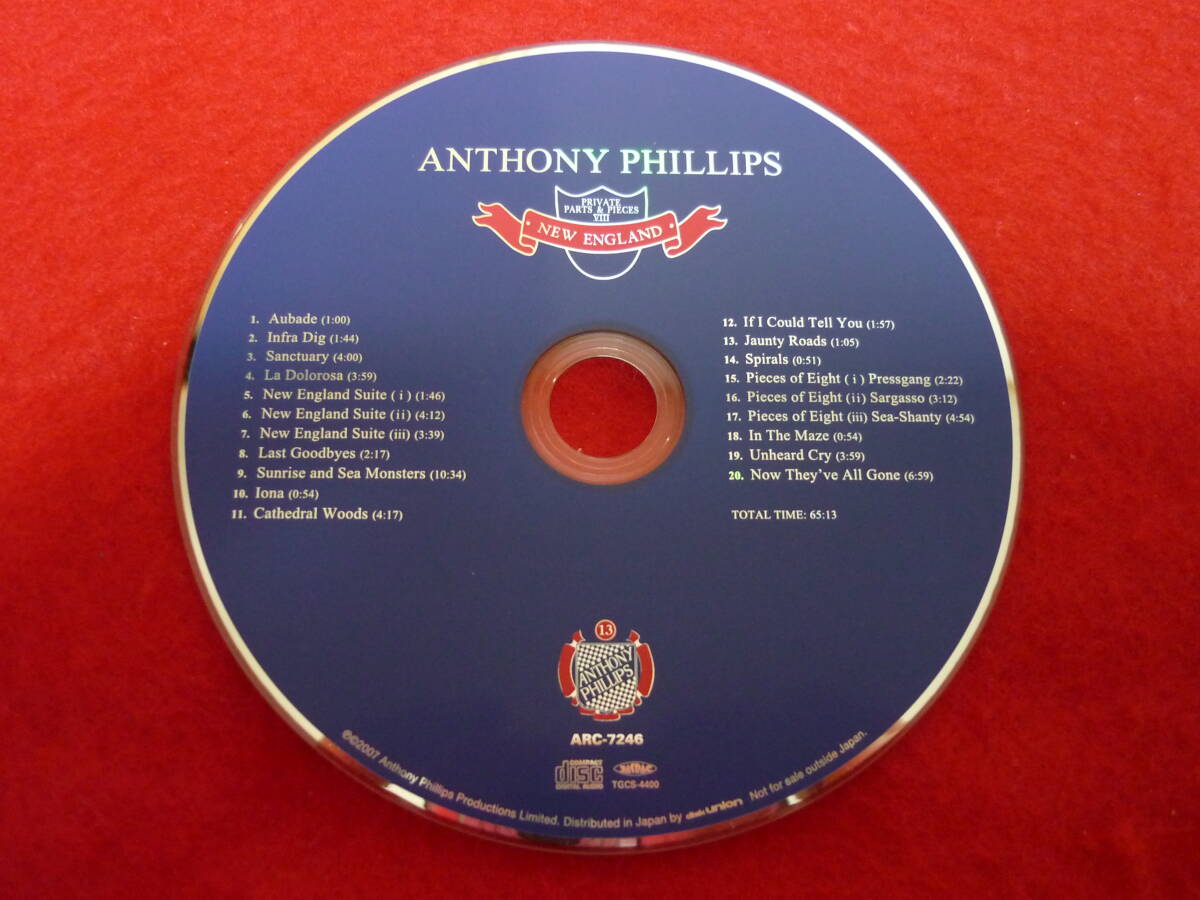 ANTHONY PHILLIPS
PRIVATE
PARTS & PIECES
VIII
NEW ENGLAND
1. Aubade (1:00)
2. Infra Dig (1:44)
3. Sanctuary (4:00)
4. La Dolorosa (3:59)
5. New England Suite (i) (1:46)
6. New England Suite (ii) (4:12)
7. New England Suite (iii) (3:39)
8. Last Goodbyes (2:17)
9. Sunrise and Sea Monsters (10:34)
10. Iona (0:54)
11. Cathedral Woods (4:17)
12. If I Could Tell You (1:57)
13. Jaunty Roads (1:05)
14. Spirals (0:51)
15. Pieces of Eight (i) Pressgang (2:22)
16. Pieces of Eight (ii) Sargasso (3:12)
17. Pieces of Eight (iii) Sea-Shanty (4:54)
18. In The Maze (0:54)
19. Unheard Cry (3:59)
20. Now They've All Gone (6:59)
TOTAL TIME: 65:13
13
ANTHONY
PHILLIPS
ARC-7246
COMPACT
disc
DIGITAL AUDIO
TGCS-4400
℗©2007 Anthony Phillips Productions Limited. Distributed in Japan by disk union Not for sale outside Japan.